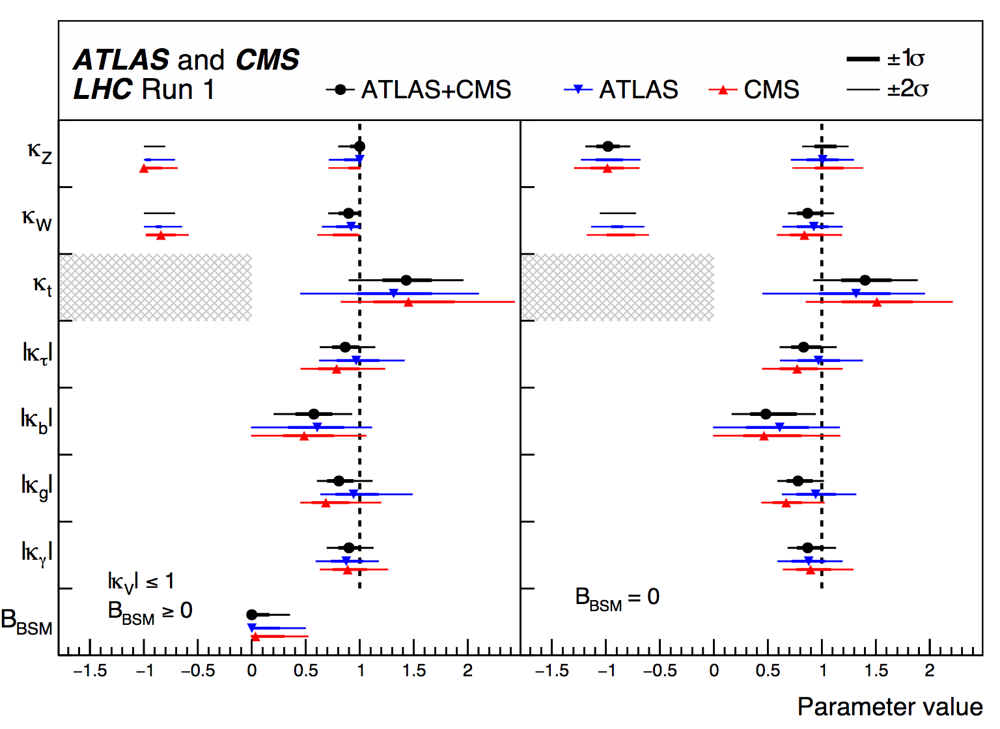 ATLAS and CMS
LHC Run 1
ATLAS+CMS
ATLAS
CMS
±1σ
±2σ
κZ
κW
κt
|κτ|
|κb|
|κg|
|κγ|
BBSM
|κV| ≤ 1
BBSM ≥ 0
BBSM = 0
−1.5 −1 −0.5 0 0.5 1 1.5 2
−1.5 −1 −0.5 0 0.5 1 1.5 2
Parameter value